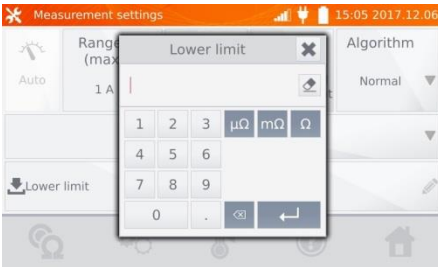 Measurement settings 15:05 2017.12.06
Range Lower limit Algorithm
(max
Auto 1 A t Normal
1 2 3 µΩ mΩ Ω
4 5 6
Lower limit 7 8 9
0 .